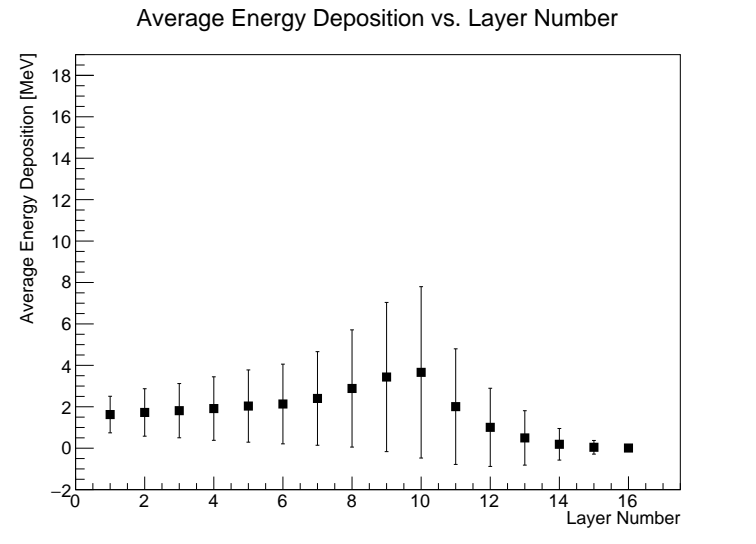 Average Energy Deposition vs. Layer Number
Average Energy Deposition [MeV]
18
16
14
12
10
8
6
4
2
0
−2
0 2 4 6 8 10 12 14 16
Layer Number